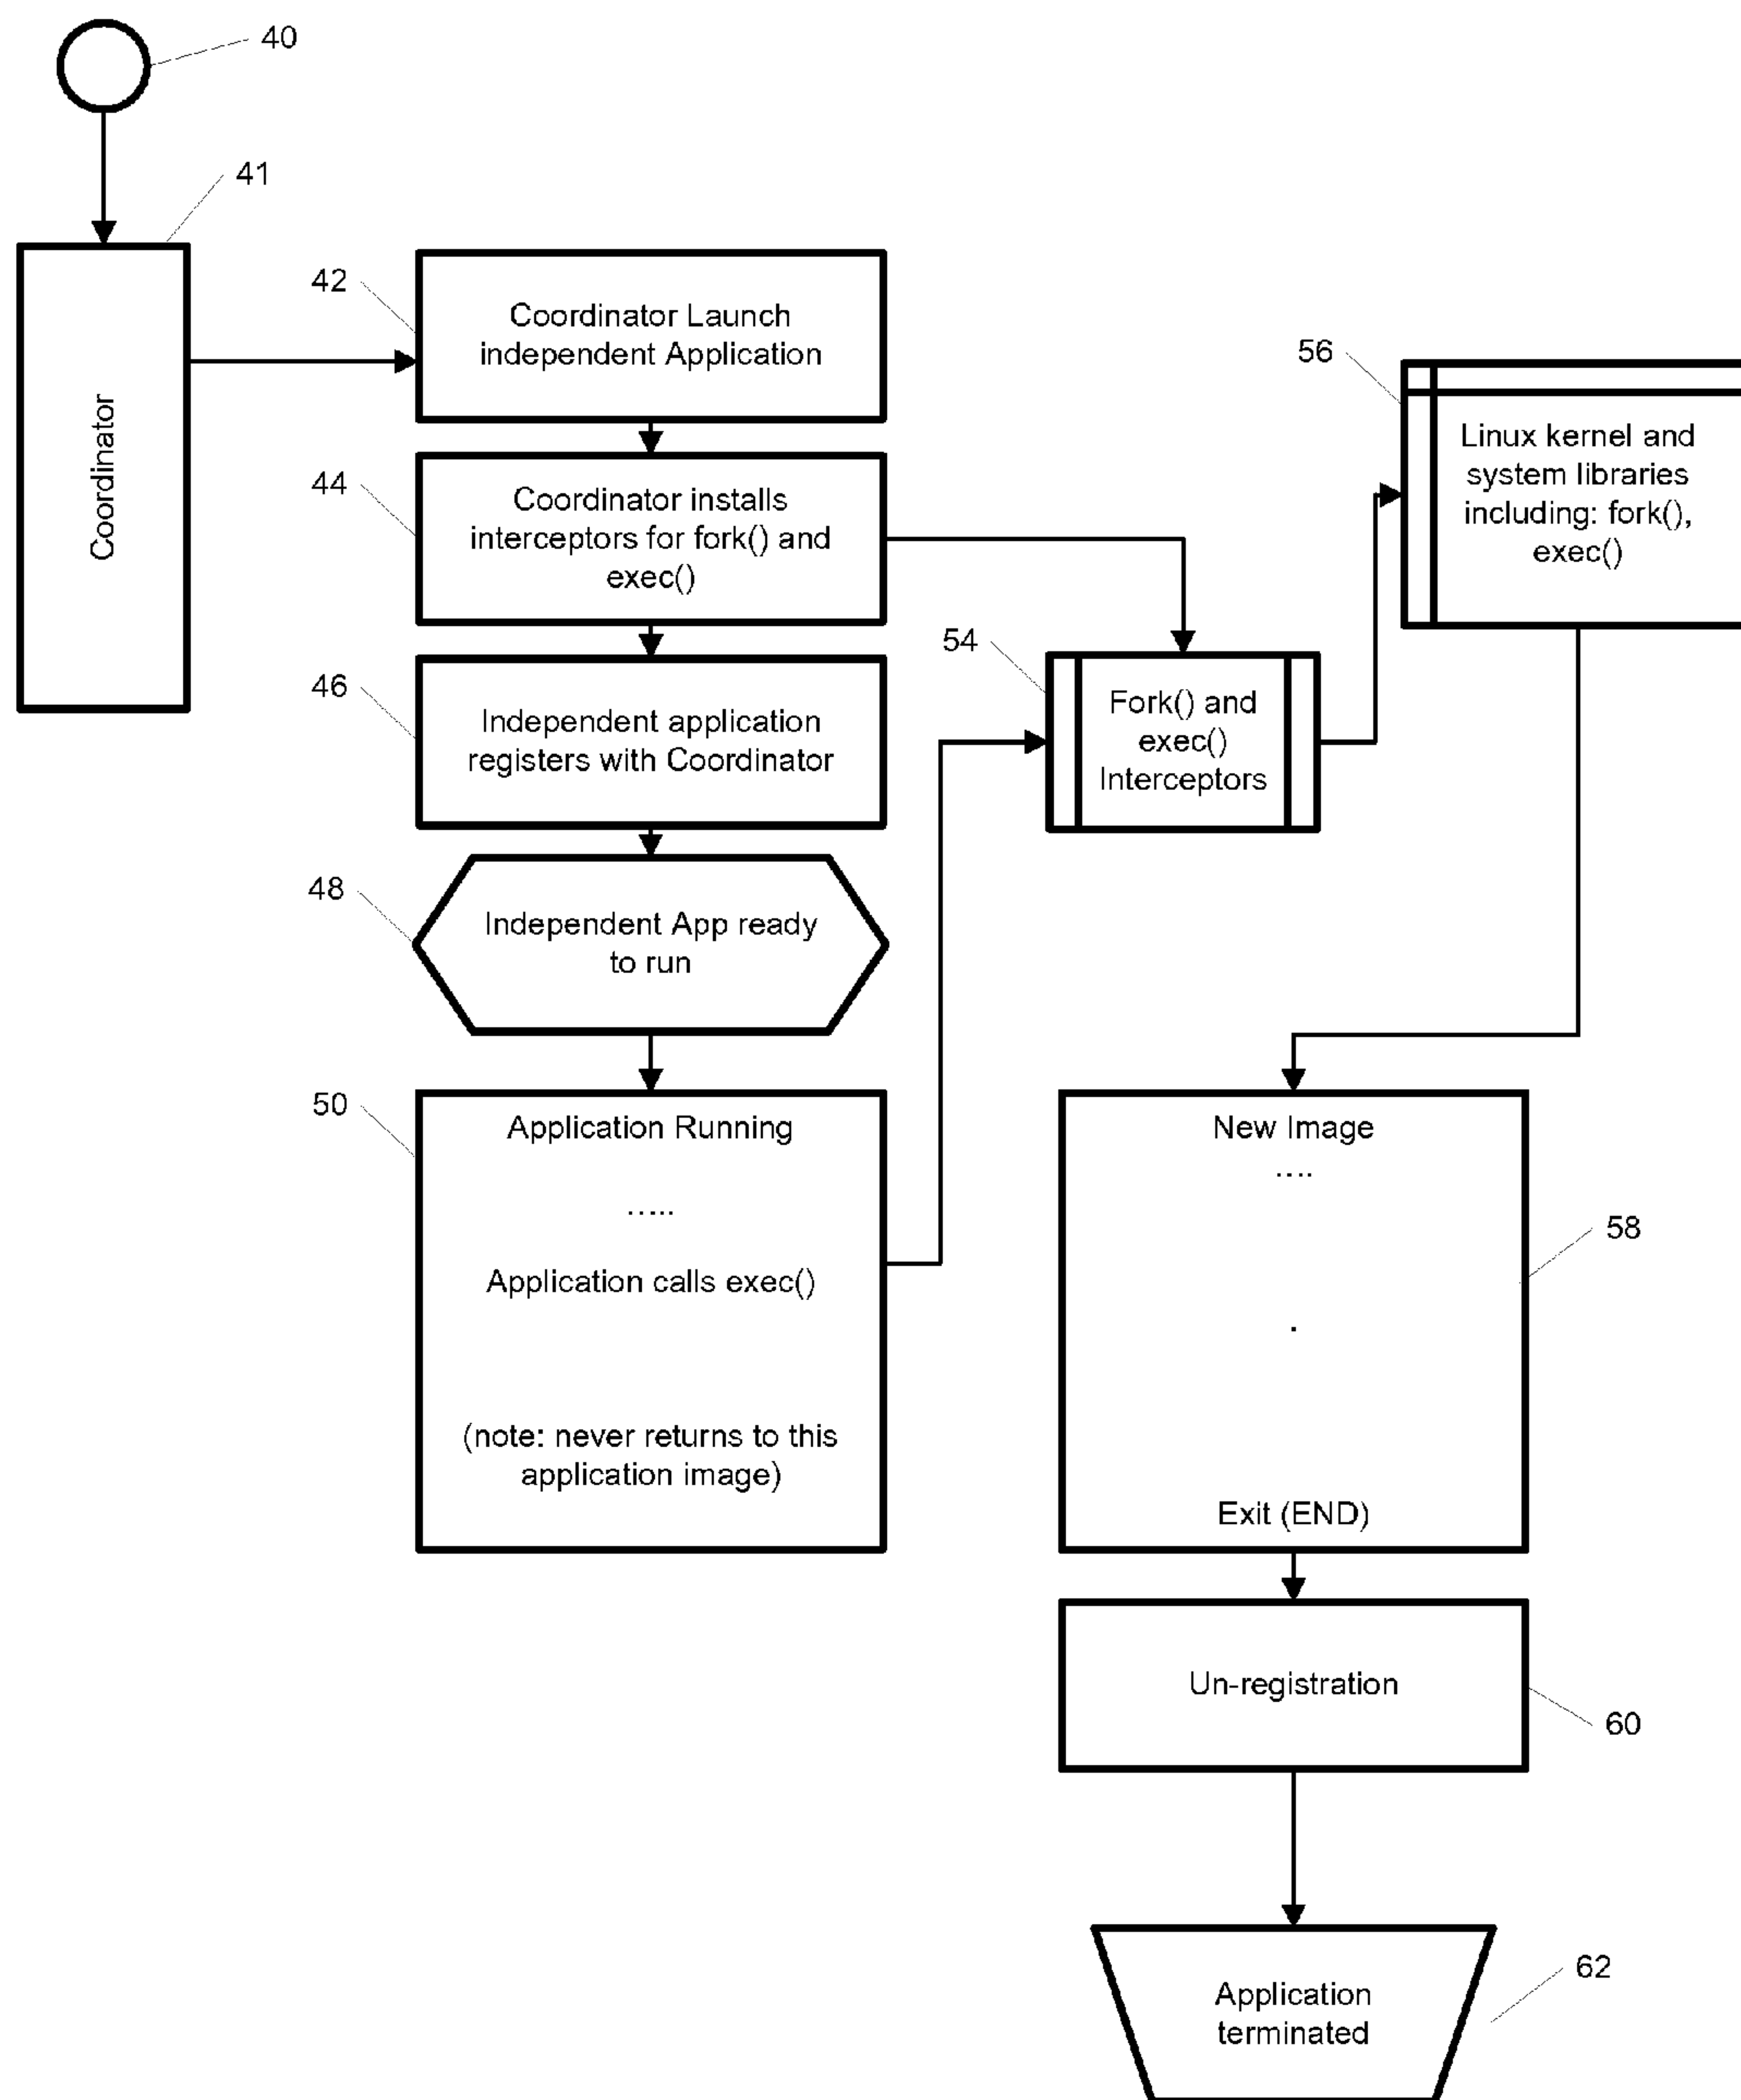 40
41
Coordinator
42
Coordinator Launch
independent Application
44
Coordinator installs
interceptors for fork() and
exec()
46
Independent application
registers with Coordinator
48
Independent App ready
to run
50
Application Running
.....
Application calls exec()
(note: never returns to this
application image)
54
Fork() and
exec()
Interceptors
56
Linux kernel and
system libraries
including: fork(),
exec()
New Image
....
.
Exit (END)
58
Un-registration
60
Application
terminated
62